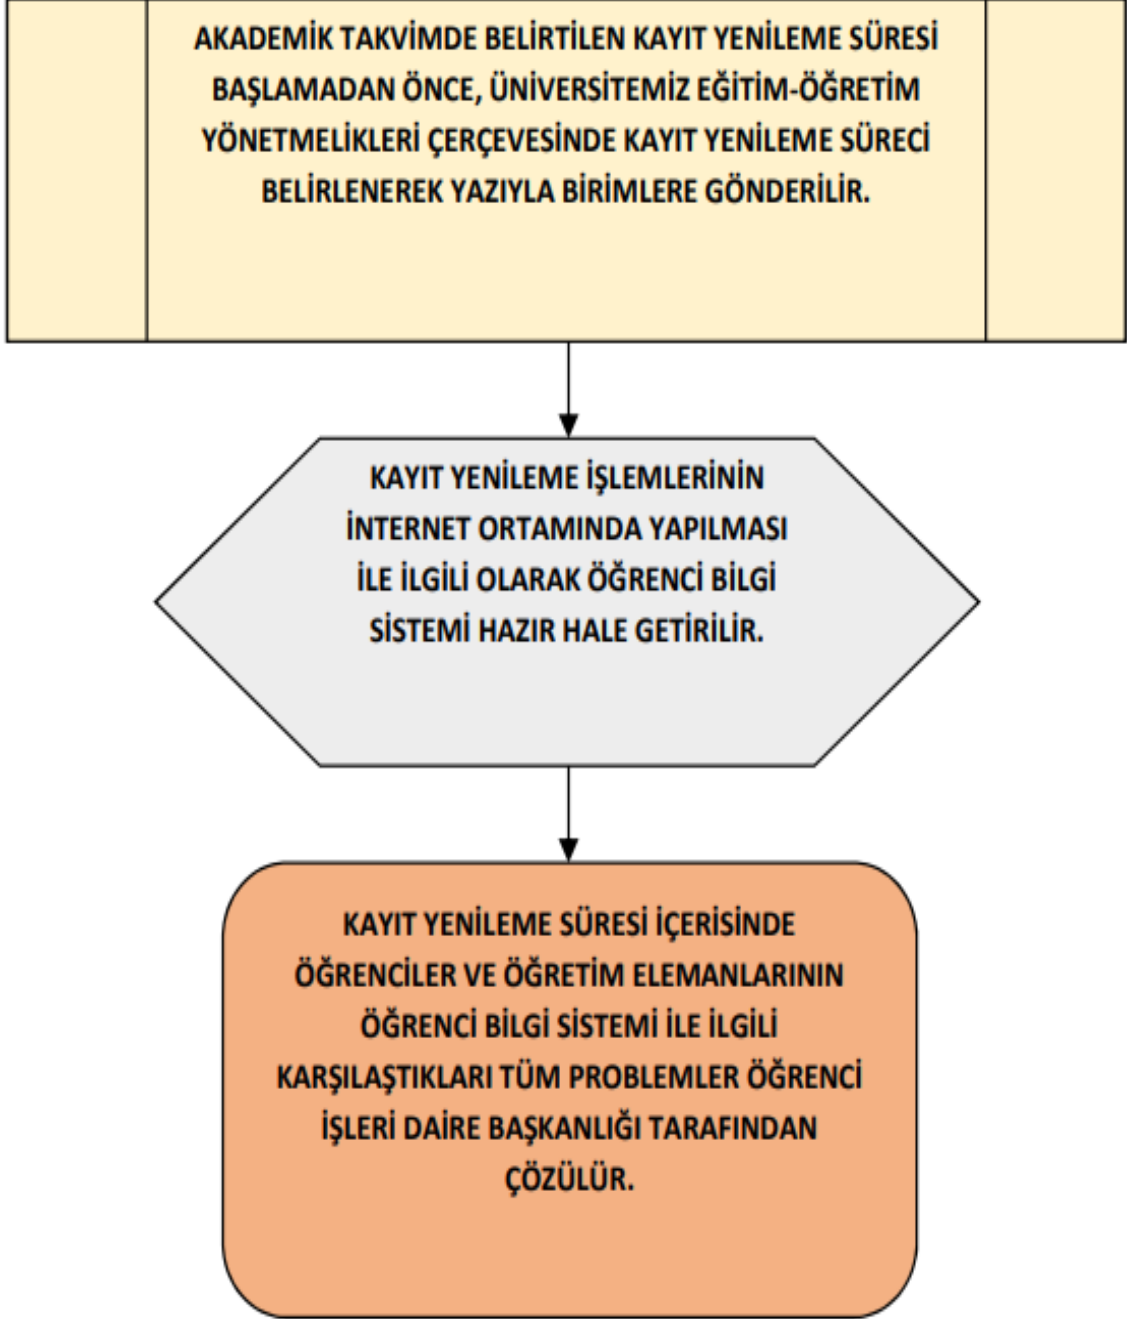 AKADEMİK TAKVİMDE BELİRTİLEN KAYIT YENİLEME SÜRESİ
BAŞLAMADAN ÖNCE, ÜNİVERSİTEMİZ EĞİTİM-ÖĞRETİM
YÖNETMELİKLERİ ÇERÇEVESİNDE KAYIT YENİLEME SÜRECİ
BELİRLENEREK YAZIYLA BİRİMLERE GÖNDERİLİR.
KAYIT YENİLEME İŞLEMLERİNİN
İNTERNET ORTAMINDA YAPILMASI
İLE İLGİLİ OLARAK ÖĞRENCİ BİLGİ
SİSTEMİ HAZIR HALE GETİRİLİR.
KAYIT YENİLEME SÜRESİ İÇERİSİNDE
ÖĞRENCİLER VE ÖĞRETİM ELEMANLARININ
ÖĞRENCİ BİLGİ SİSTEMİ İLE İLGİLİ
KARŞILAŞTIKLARI TÜM PROBLEMLER ÖĞRENCİ
İŞLERİ DAİRE BAŞKANLIĞI TARAFINDAN
ÇÖZÜLÜR.